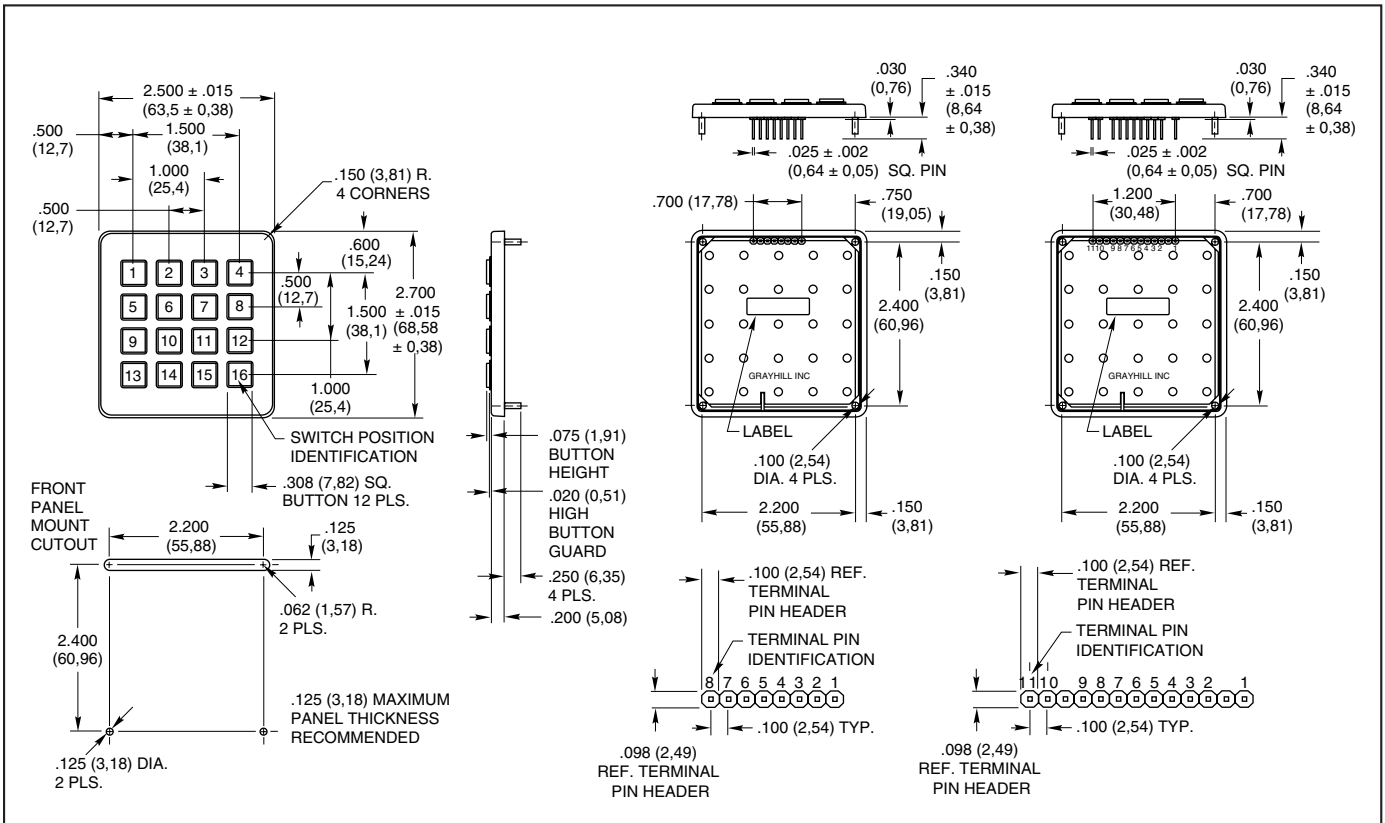 2.500 ± .015
(63,5 ± 0,38)
.500
(12,7)
1.500
(38,1)
1.000
(25,4)
.500
(12,7)
.150 (3,81) R.
4 CORNERS
.600
(15,24)
.500
(12,7)
1.500
(38,1)
2.700
± .015
(68,58
± 0,38)
1 2 3 4
5 6 7 8
9 10 11 12
13 14 15 16
1.000
(25,4)
SWITCH POSITION
IDENTIFICATION
.308 (7,82) SQ.
BUTTON 12 PLS.
FRONT
PANEL
MOUNT
CUTOUT
2.200
(55,88)
.125
(3,18)
.062 (1,57) R.
2 PLS.
2.400
(60,96)
.125 (3,18) MAXIMUM
PANEL THICKNESS
RECOMMENDED
.125 (3,18) DIA.
2 PLS.
.075 (1,91)
BUTTON
HEIGHT
.020 (0,51)
HIGH
BUTTON
GUARD
.250 (6,35)
4 PLS.
.200 (5,08)
.030
(0,76)
.340
± .015
(8,64
± 0,38)
.025 ± .002
(0,64 ± 0,05) SQ. PIN
.700 (17,78)
.750
(19,05)
.150
(3,81)
2.400
(60,96)
GRAYHILL INC
LABEL
.100 (2,54)
DIA. 4 PLS.
2.200
(55,88)
.150
(3,81)
.100 (2,54) REF.
TERMINAL
PIN HEADER
TERMINAL PIN
IDENTIFICATION
8 7 6 5 4 3 2 1
.100 (2,54) TYP.
.098 (2,49)
REF. TERMINAL
PIN HEADER
.030
(0,76)
.340
± .015
(8,64
± 0,38)
.025 ± .002
(0,64 ± 0,05) SQ. PIN
1.200
(30,48)
.700
(17,78)
1110 9 8 7 6 5 4 3 2 1
.150
(3,81)
2.400
(60,96)
GRAYHILL INC
LABEL
.100 (2,54)
DIA. 4 PLS.
2.200
(55,88)
.150
(3,81)
.100 (2,54) REF.
TERMINAL
PIN HEADER
TERMINAL PIN
IDENTIFICATION
11 10 9 8 7 6 5 4 3 2 1
.100 (2,54) TYP.
.098 (2,49)
REF. TERMINAL
PIN HEADER